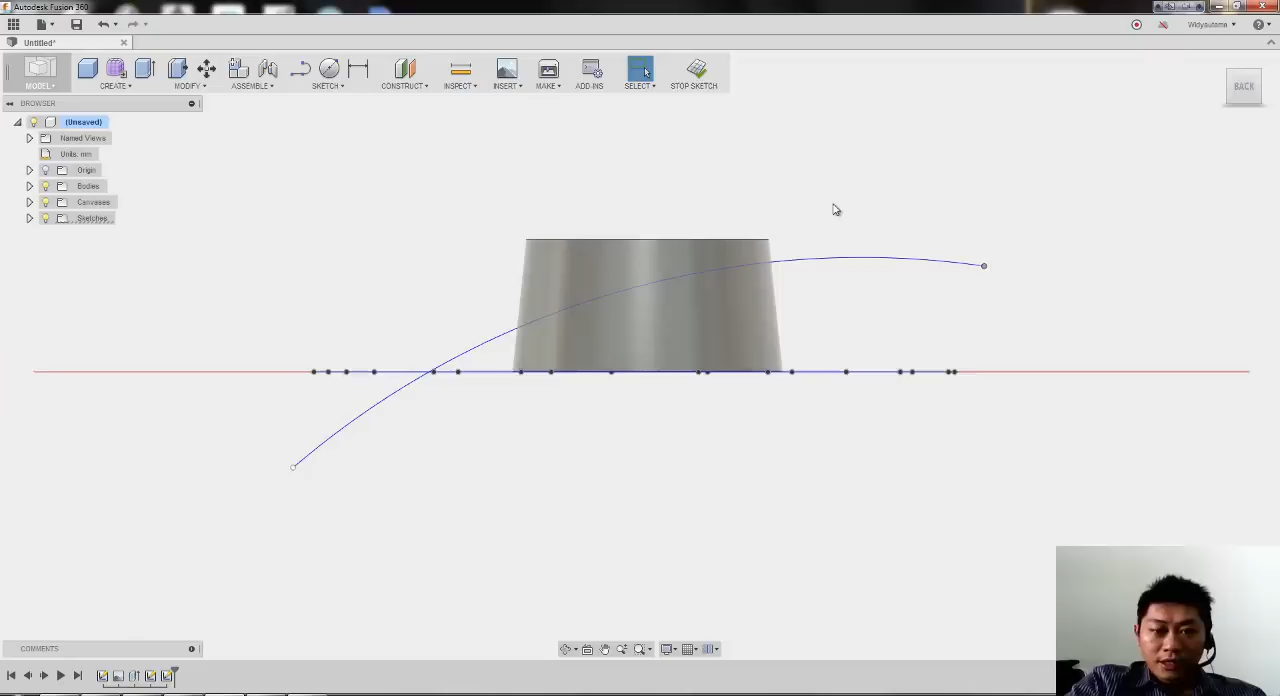 Autodesk Fusion 360
Widyautama
Untitled*
MODEL
CREATE
MODIFY
ASSEMBLE
SKETCH
CONSTRUCT
INSPECT
INSERT
MAKE
ADD-INS
SELECT
STOP SKETCH
BACK
BROWSER
(Unsaved)
Named Views
Units: mm
Origin
Bodies
Canvases
Sketches
COMMENTS